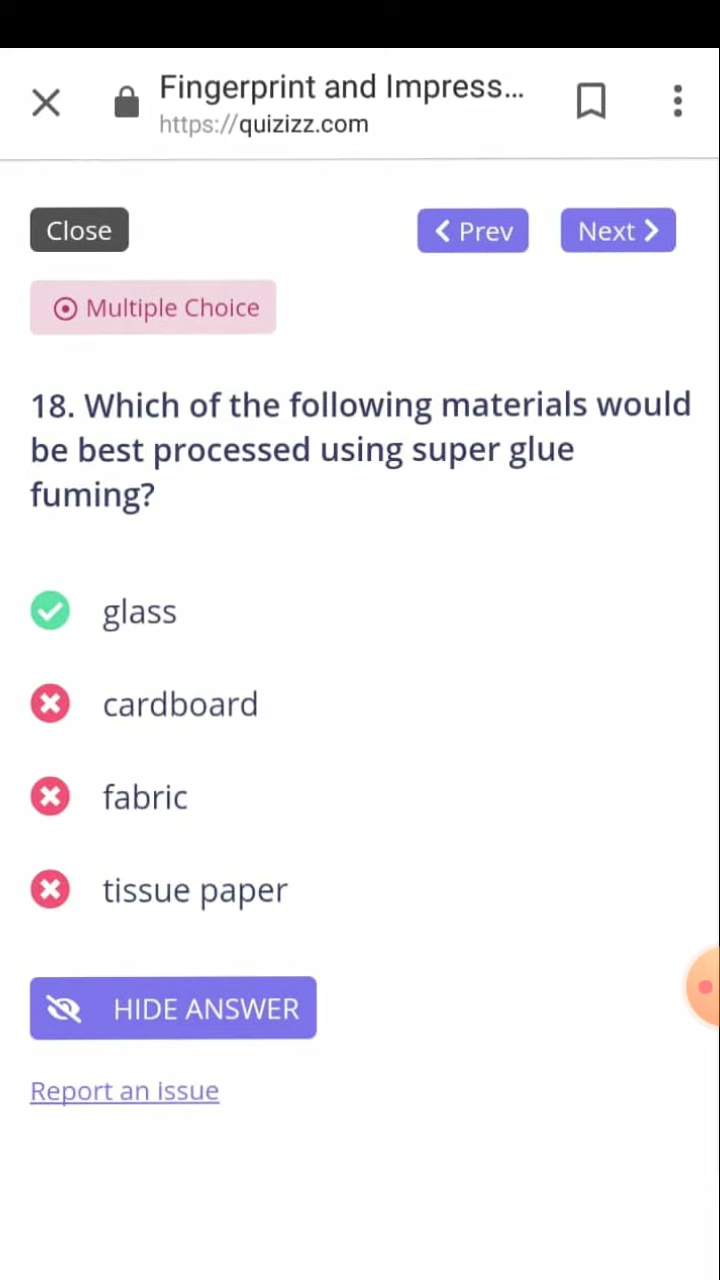 Fingerprint and Impress...
https://quizizz.com
Close
Prev
Next
Multiple Choice
18. Which of the following materials would
be best processed using super glue
fuming?
glass
cardboard
fabric
tissue paper
HIDE ANSWER
Report an issue